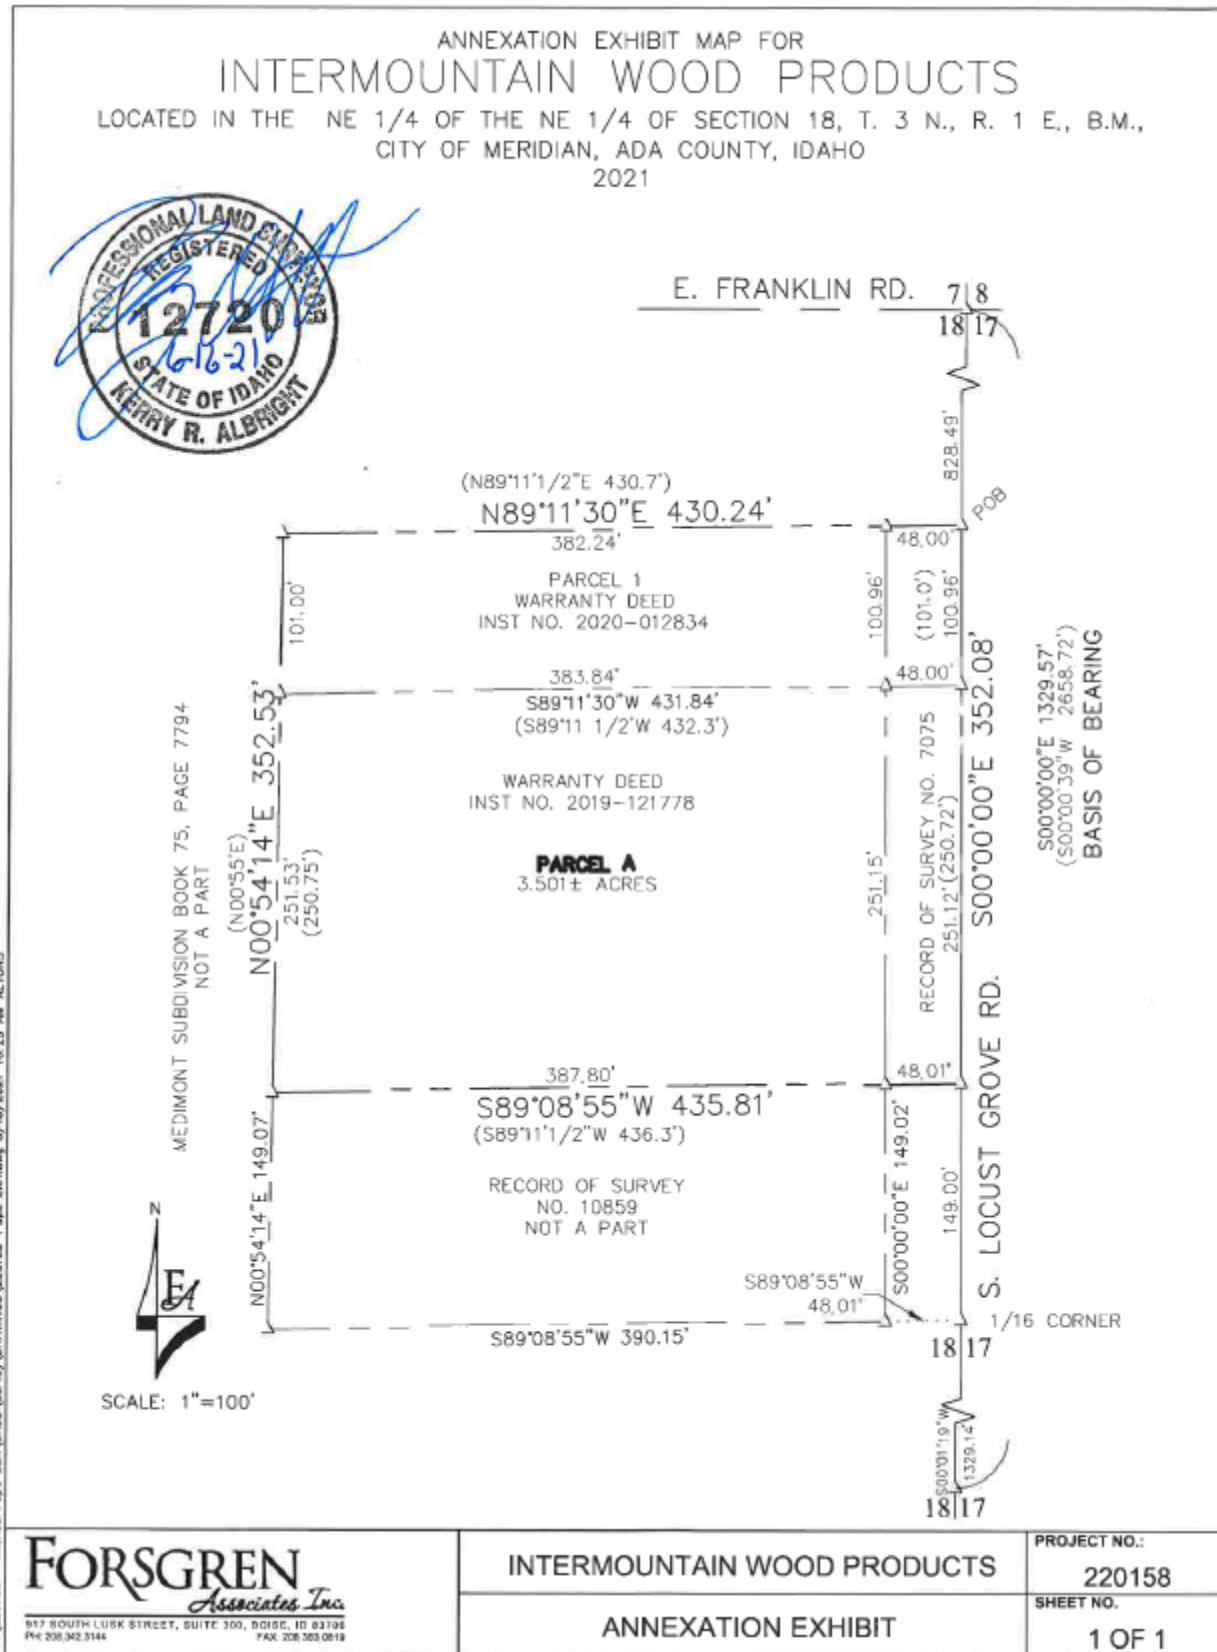 ANNEXATION EXHIBIT MAP FOR
INTERMOUNTAIN WOOD PRODUCTS
LOCATED IN THE NE 1/4 OF THE NE 1/4 OF SECTION 18, T. 3 N., R. 1 E., B.M.,
CITY OF MERIDIAN, ADA COUNTY, IDAHO
2021
PROFESSIONAL LAND SURVEYOR
REGISTERED
12720
6-16-21
STATE OF IDAHO
KERRY R. ALBRIGHT
E. FRANKLIN RD.
7 8
18 17
828.49'
POB
(N89°11'1/2"E 430.7')
N89°11'30"E 430.24'
382.24'
48.00'
PARCEL 1
WARRANTY DEED
INST NO. 2020-012834
101.00'
100.96'
(101.0')
100.96'
383.84'
48.00'
S89°11'30"W 431.84'
(S89°11 1/2'W 432.3')
WARRANTY DEED
INST NO. 2019-121778
PARCEL A
3.501± ACRES
MEDIMONT SUBDIVISION BOOK 75, PAGE 7794
NOT A PART
(N00°55'E)
N00°54'14"E 352.53'
251.53'
(250.75')
251.15'
RECORD OF SURVEY NO. 7075
251.12'(250.72')
S00°00'00"E 352.08'
S. LOCUST GROVE RD.
S00°00'00"E 1329.57'
(S00°00'39"W 2658.72')
BASIS OF BEARING
387.80'
48.01'
S89°08'55"W 435.81'
(S89°11'1/2"W 436.3')
RECORD OF SURVEY
NO. 10859
NOT A PART
N00°54'14"E 149.07'
S00°00'00"E 149.02'
149.00'
S89°08'55"W
48.01'
S89°08'55"W 390.15'
1/16 CORNER
18 17
N
EA
SCALE: 1"=100'
S00°01'19"W
1329.14'
18 17
FORSGREN
Associates Inc.
917 SOUTH LUSK STREET, SUITE 300, BOISE, ID 83706
PH: 208.342.3144 FAX: 208.383.0819
INTERMOUNTAIN WOOD PRODUCTS
ANNEXATION EXHIBIT
PROJECT NO.:
220158
SHEET NO.
1 OF 1